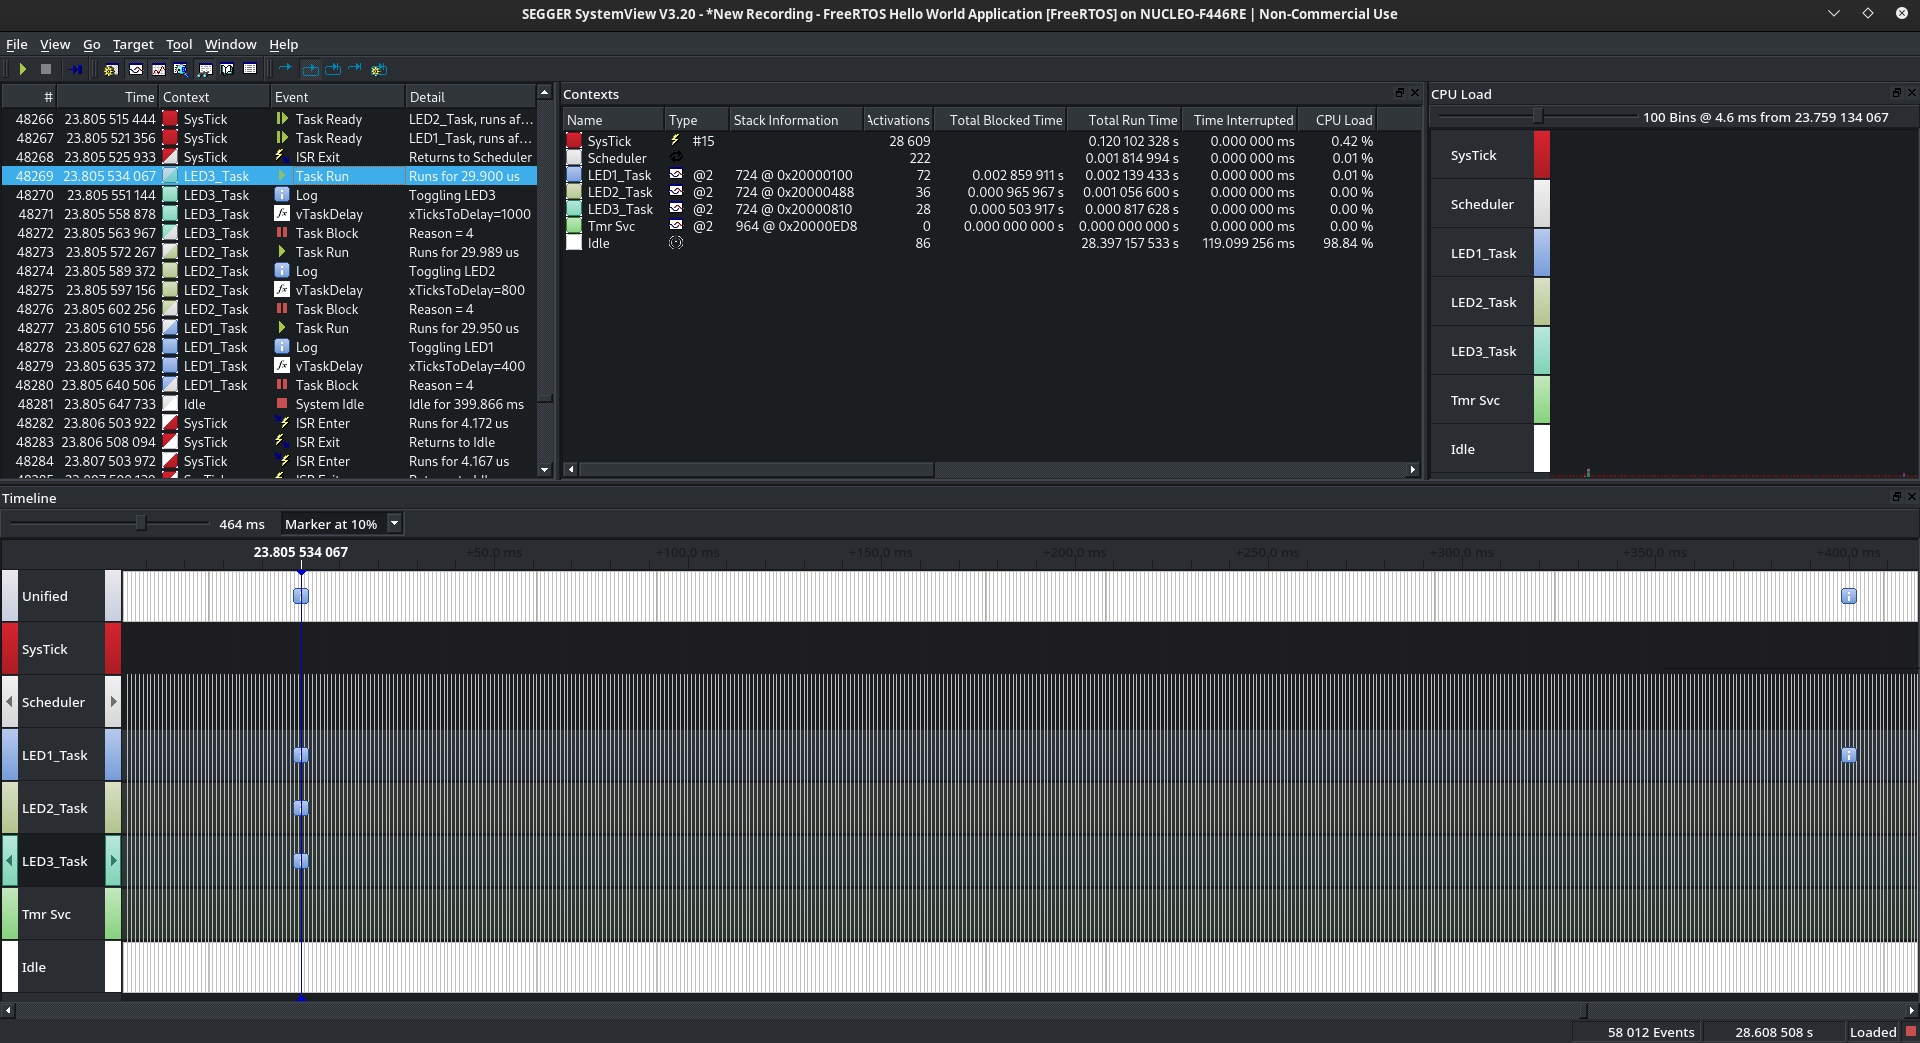 SEGGER SystemView V3.20 - *New Recording - FreeRTOS Hello World Application [FreeRTOS] on NUCLEO-F446RE | Non-Commercial Use
File View Go Target Tool Window Help
# Time Context Event Detail
48266 23.805 515 444 SysTick Task Ready LED2_Task, runs af...
48267 23.805 521 356 SysTick Task Ready LED1_Task, runs af...
48268 23.805 525 933 SysTick ISR Exit Returns to Scheduler
48269 23.805 534 067 LED3_Task Task Run Runs for 29.900 us
48270 23.805 551 144 LED3_Task Log Toggling LED3
48271 23.805 558 878 LED3_Task vTaskDelay xTicksToDelay=1000
48272 23.805 563 967 LED3_Task Task Block Reason = 4
48273 23.805 572 267 LED2_Task Task Run Runs for 29.989 us
48274 23.805 589 372 LED2_Task Log Toggling LED2
48275 23.805 597 156 LED2_Task vTaskDelay xTicksToDelay=800
48276 23.805 602 256 LED2_Task Task Block Reason = 4
48277 23.805 610 556 LED1_Task Task Run Runs for 29.950 us
48278 23.805 627 628 LED1_Task Log Toggling LED1
48279 23.805 635 372 LED1_Task vTaskDelay xTicksToDelay=400
48280 23.805 640 506 LED1_Task Task Block Reason = 4
48281 23.805 647 733 Idle System Idle Idle for 399.866 ms
48282 23.806 503 922 SysTick ISR Enter Runs for 4.172 us
48283 23.806 508 094 SysTick ISR Exit Returns to Idle
48284 23.807 503 972 SysTick ISR Enter Runs for 4.167 us
Contexts
Name Type Stack Information Activations Total Blocked Time Total Run Time Time Interrupted CPU Load
SysTick #15 28 609 0.120 102 328 s 0.000 000 ms 0.42 %
Scheduler 222 0.001 814 994 s 0.000 000 ms 0.01 %
LED1_Task @2 724 @ 0x20000100 72 0.002 859 911 s 0.002 139 433 s 0.000 000 ms 0.01 %
LED2_Task @2 724 @ 0x20000488 36 0.000 965 967 s 0.001 056 600 s 0.000 000 ms 0.00 %
LED3_Task @2 724 @ 0x20000810 28 0.000 503 917 s 0.000 817 628 s 0.000 000 ms 0.00 %
Tmr Svc @2 964 @ 0x20000ED8 0 0.000 000 000 s 0.000 000 000 s 0.000 000 ms 0.00 %
Idle 86 28.397 157 533 s 119.099 256 ms 98.84 %
CPU Load
100 Bins @ 4.6 ms from 23.759 134 067
SysTick
Scheduler
LED1_Task
LED2_Task
LED3_Task
Tmr Svc
Idle
Timeline
464 ms Marker at 10%
23.805 534 067 +50.0 ms +100.0 ms +150.0 ms +200.0 ms +250.0 ms +300.0 ms +350.0 ms +400.0 ms
Unified
SysTick
Scheduler
LED1_Task
LED2_Task
LED3_Task
Tmr Svc
Idle
58 012 Events 28.608 508 s Loaded